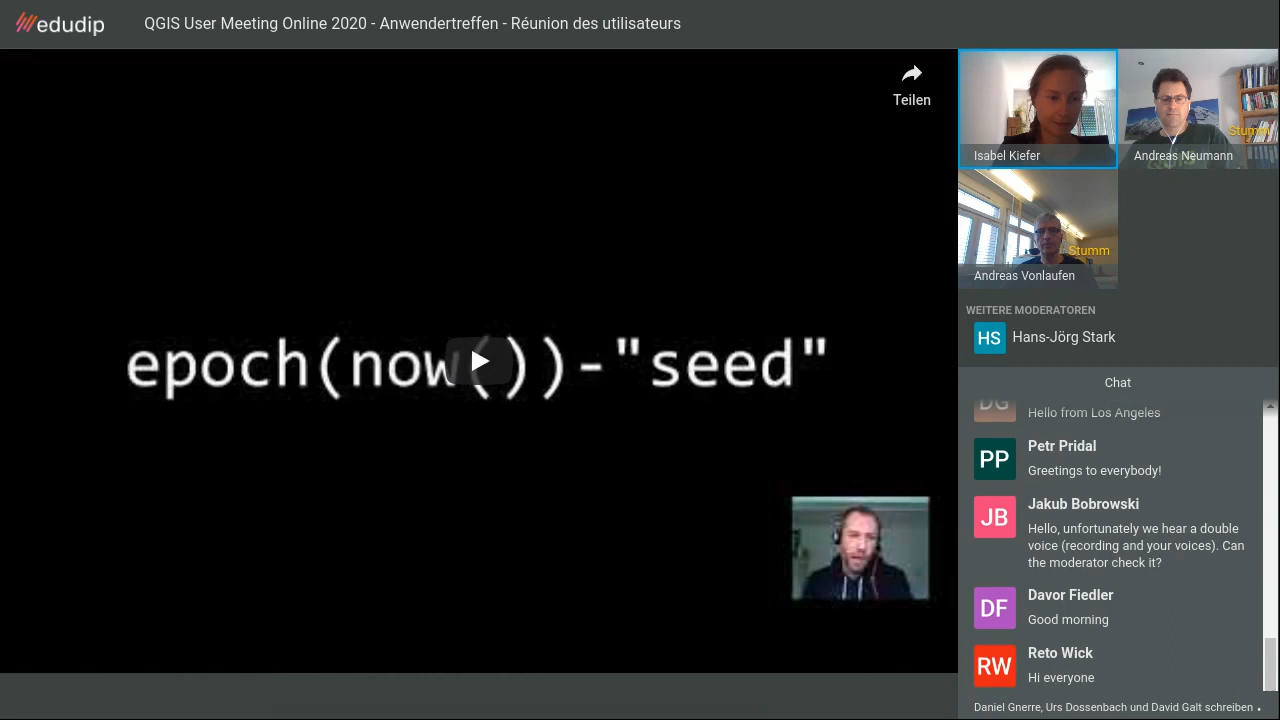 edudip
QGIS User Meeting Online 2020 - Anwendertreffen - Réunion des utilisateurs
Teilen
epoch(now())-"seed"
Isabel Kiefer
Stumm
Andreas Neumann
Stumm
Andreas Vonlaufen
WEITERE MODERATOREN
HS
Hans-Jörg Stark
Chat
DG
Hello from Los Angeles
PP
Petr Pridal
Greetings to everybody!
JB
Jakub Bobrowski
Hello, unfortunately we hear a double
voice (recording and your voices). Can
the moderator check it?
DF
Davor Fiedler
Good morning
RW
Reto Wick
Hi everyone
Daniel Gnerre, Urs Dossenbach und David Galt schreiben